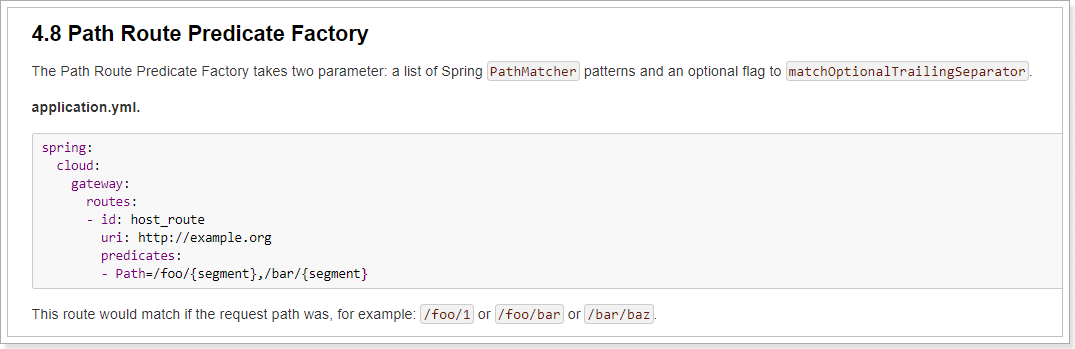 4.8 Path Route Predicate Factory
The Path Route Predicate Factory takes two parameter: a list of Spring PathMatcher patterns and an optional flag to matchOptionalTrailingSeparator.
application.yml.
spring:
  cloud:
    gateway:
      routes:
      - id: host_route
        uri: http://example.org
        predicates:
        - Path=/foo/{segment},/bar/{segment}
This route would match if the request path was, for example: /foo/1 or /foo/bar or /bar/baz.